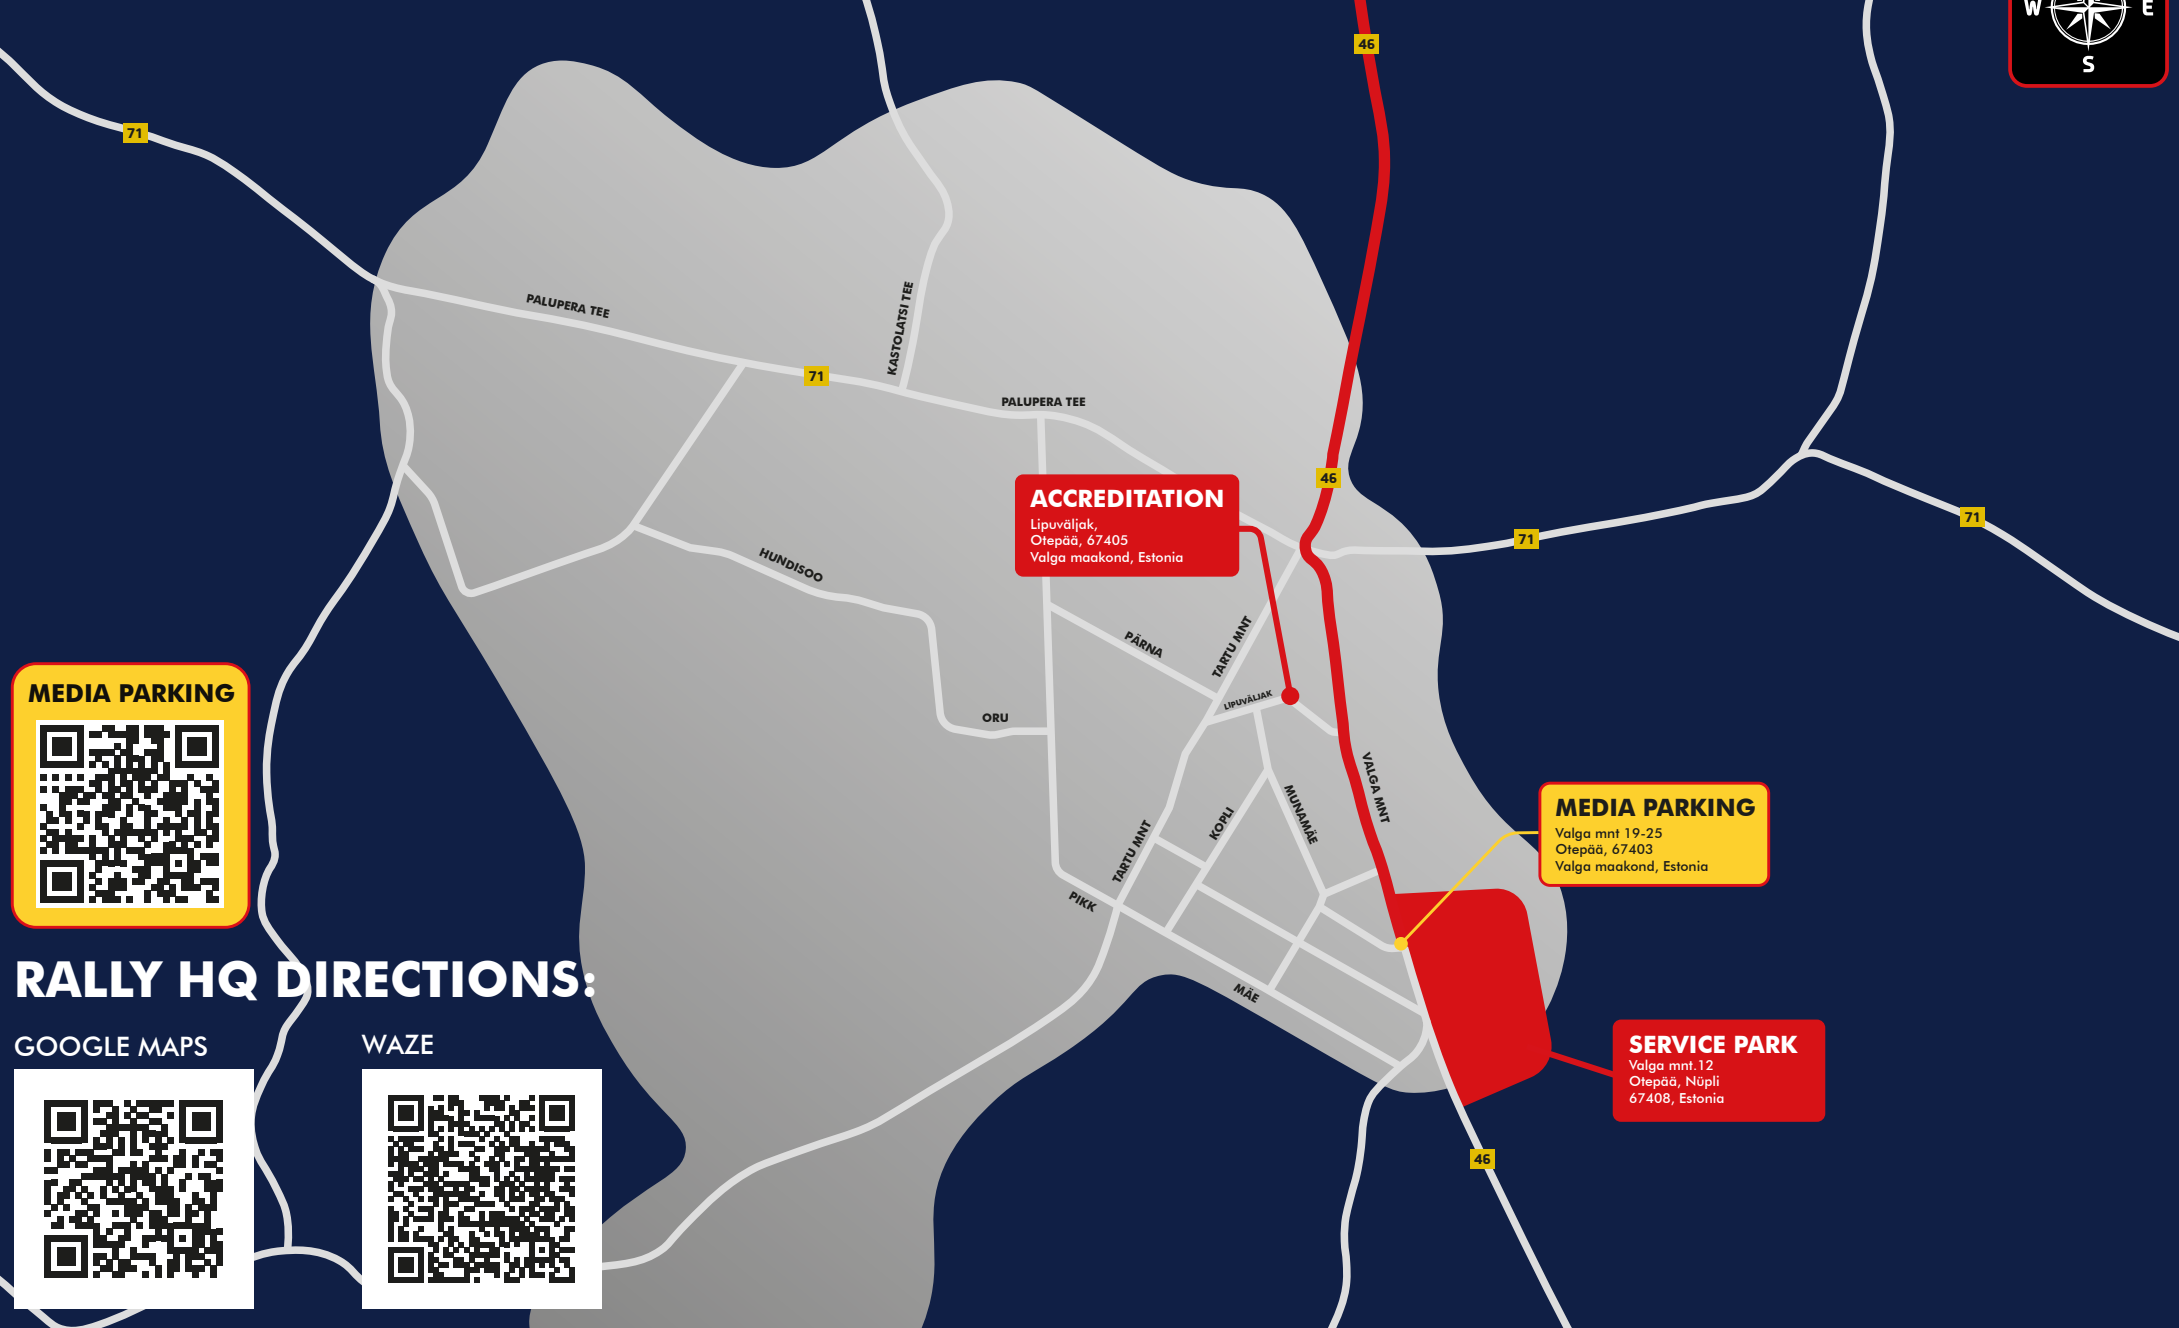 W E
S
46
71
PALUPERA TEE
KASTOLATSI TEE
71
PALUPERA TEE
46
ACCREDITATION
Lipuväljak,
Otepää, 67405
Valga maakond, Estonia
71
71
HUNDISOO
PÄRNA
TARTU MNT
LIPUVÄLJAK
ORU
VALGA MNT
MUNAMÄE
KOPLI
TARTU MNT
PIKK
MÄE
MEDIA PARKING
MEDIA PARKING
Valga mnt 19-25
Otepää, 67403
Valga maakond, Estonia
RALLY HQ DIRECTIONS:
GOOGLE MAPS
WAZE
SERVICE PARK
Valga mnt.12
Otepää, Nüpli
67408, Estonia
46